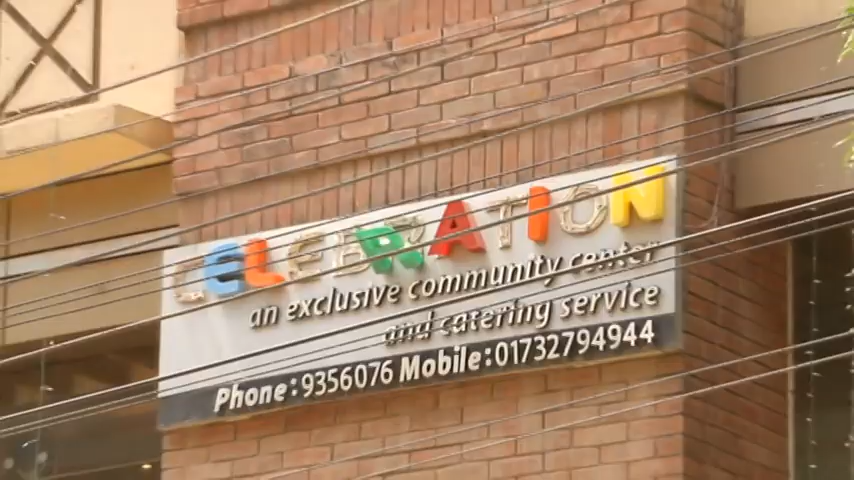 CELEBRATION
an exclusive community center
and catering service
Phone: 9356076 Mobile: 01732794944